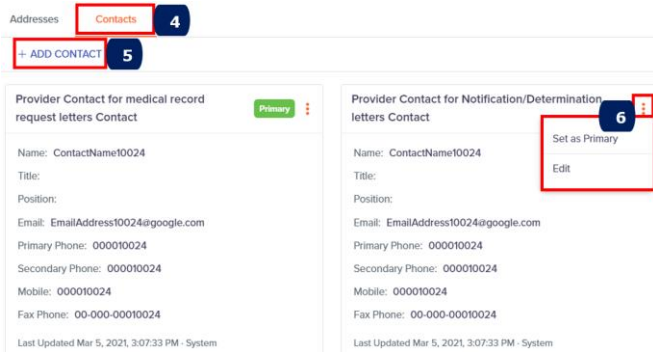 Addresses Contacts 4
+ ADD CONTACT 5
Provider Contact for medical record
request letters Contact
Primary
Name: ContactName10024
Title:
Position:
Email: EmailAddress10024@google.com
Primary Phone: 000010024
Secondary Phone: 000010024
Mobile: 000010024
Fax Phone: 00-000-00010024
Last Updated Mar 5, 2021, 3:07:33 PM - System
Provider Contact for Notification/Determination
letters Contact
6
Set as Primary
Edit
Name: ContactName10024
Title:
Position:
Email: EmailAddress10024@google.com
Primary Phone: 000010024
Secondary Phone: 000010024
Mobile: 000010024
Fax Phone: 00-000-00010024
Last Updated Mar 5, 2021, 3:07:33 PM - System